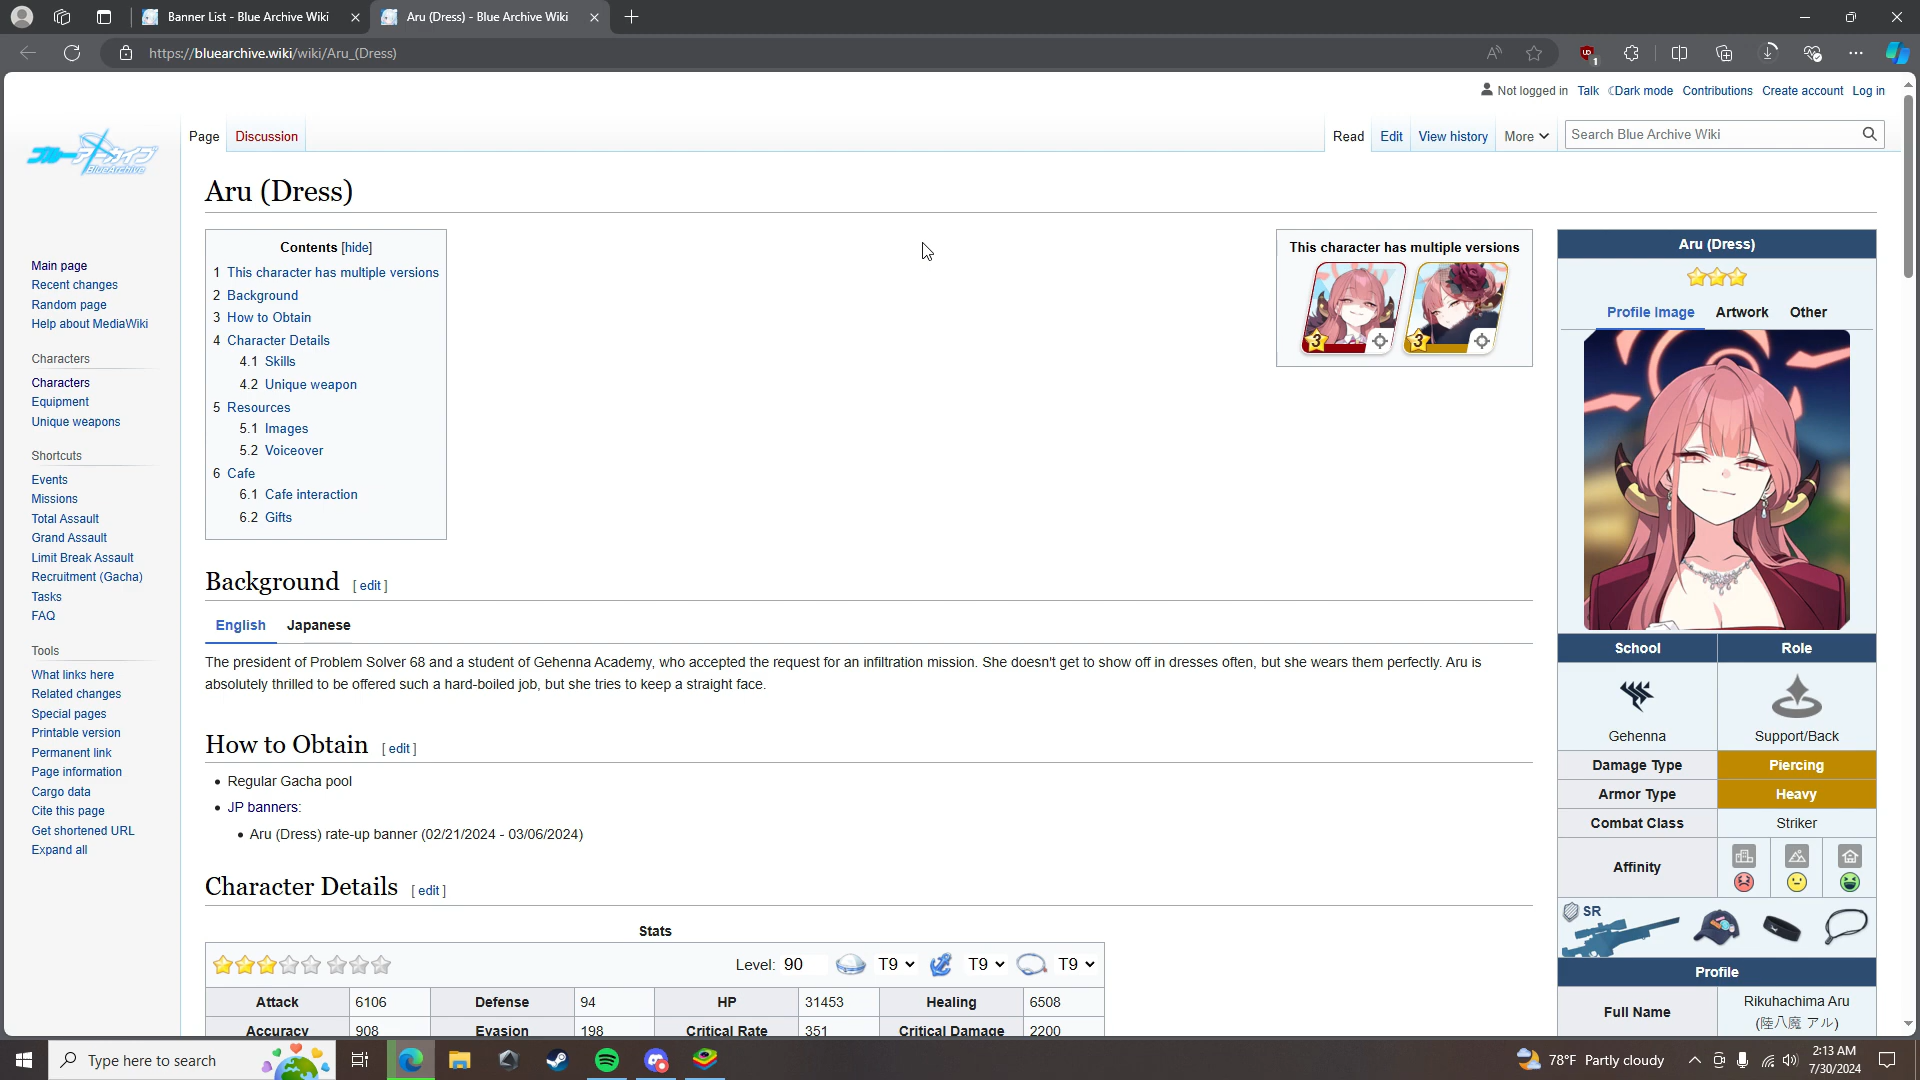 Banner List - Blue Archive Wiki
Aru (Dress) - Blue Archive Wiki
https://bluearchive.wiki/wiki/Aru_(Dress)
Not logged in Talk Dark mode Contributions Create account Log in
ブルーアーカイブ
BlueArchive
Page Discussion
Read Edit View history More
Search Blue Archive Wiki
Aru (Dress)
Main page
Recent changes
Random page
Help about MediaWiki
Characters
Characters
Equipment
Unique weapons
Shortcuts
Events
Missions
Total Assault
Grand Assault
Limit Break Assault
Recruitment (Gacha)
Tasks
FAQ
Tools
What links here
Related changes
Special pages
Printable version
Permanent link
Page information
Cargo data
Cite this page
Get shortened URL
Expand all
Contents [hide]
1 This character has multiple versions
2 Background
3 How to Obtain
4 Character Details
4.1 Skills
4.2 Unique weapon
5 Resources
5.1 Images
5.2 Voiceover
6 Cafe
6.1 Cafe interaction
6.2 Gifts
This character has multiple versions
3 3
Background [ edit ]
English Japanese
The president of Problem Solver 68 and a student of Gehenna Academy, who accepted the request for an infiltration mission. She doesn't get to show off in dresses often, but she wears them perfectly. Aru is
absolutely thrilled to be offered such a hard-boiled job, but she tries to keep a straight face.
How to Obtain [ edit ]
• Regular Gacha pool
• JP banners:
• Aru (Dress) rate-up banner (02/21/2024 - 03/06/2024)
Character Details [ edit ]
Stats
Level: 90 T9 T9 T9
Attack 6106 Defense 94 HP 31453 Healing 6508
Accuracy 908 Evasion 198 Critical Rate 351 Critical Damage 2200
Aru (Dress)
Profile Image Artwork Other
School Role
Gehenna Support/Back
Damage Type Piercing
Armor Type Heavy
Combat Class Striker
Affinity
SR
Profile
Full Name Rikuhachima Aru
(陸八魔 アル)
Type here to search
78°F Partly cloudy
2:13 AM
7/30/2024